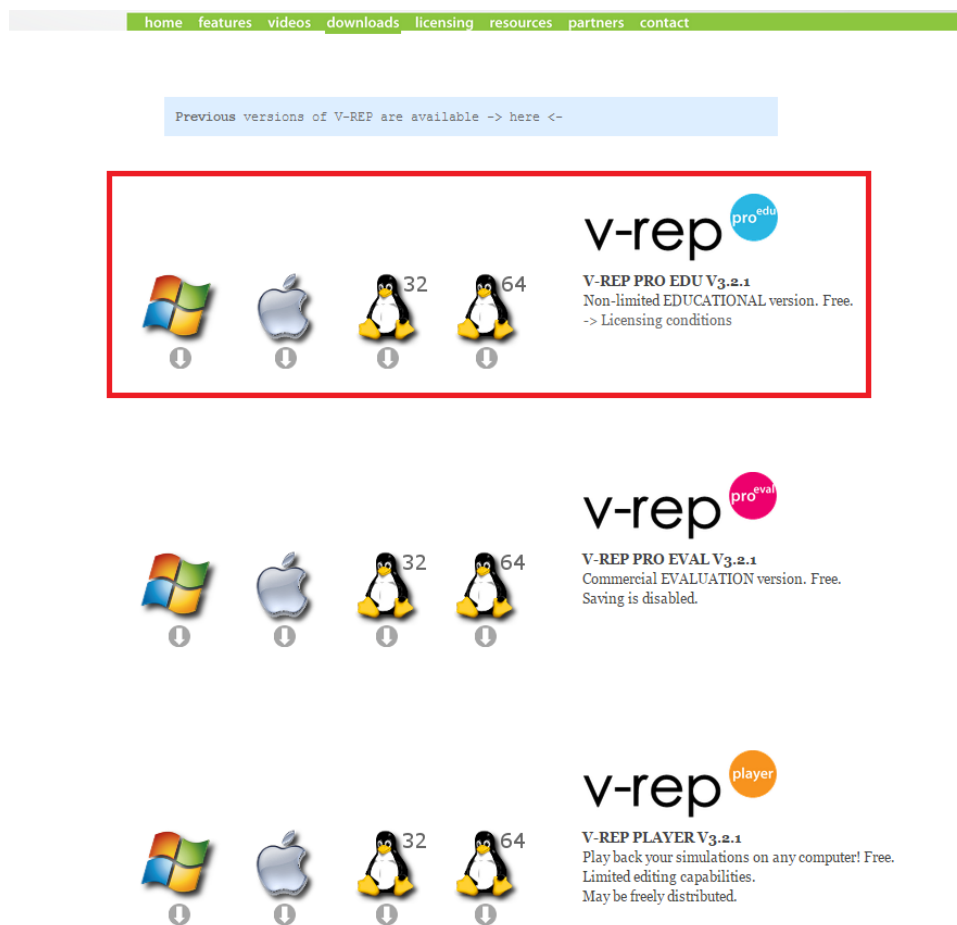 home features videos downloads licensing resources partners contact
Previous versions of V-REP are available -> here <-
v-rep pro edu
32 64
V-REP PRO EDU V3.2.1
Non-limited EDUCATIONAL version. Free.
-> Licensing conditions
v-rep pro eval
32 64
V-REP PRO EVAL V3.2.1
Commercial EVALUATION version. Free.
Saving is disabled.
v-rep player
32 64
V-REP PLAYER V3.2.1
Play back your simulations on any computer! Free.
Limited editing capabilities.
May be freely distributed.